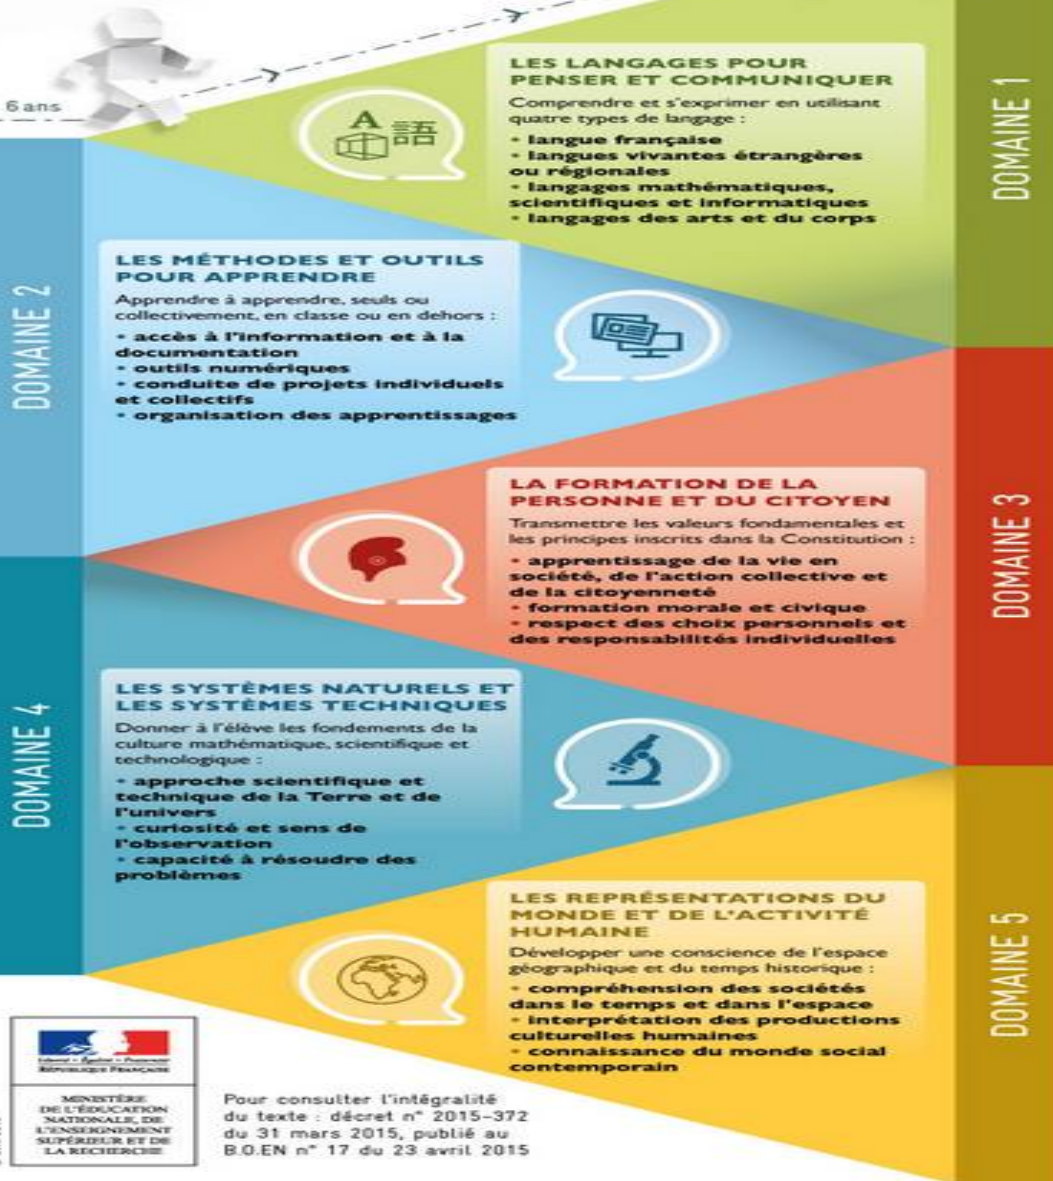 6 ans
LES LANGAGES POUR
PENSER ET COMMUNIQUER
Comprendre et s'exprimer en utilisant
quatre types de langage :
• langue française
• langues vivantes étrangères
ou régionales
• langages mathématiques,
scientifiques et informatiques
• langages des arts et du corps
DOMAINE 1
A 語
LES MÉTHODES ET OUTILS
POUR APPRENDRE
Apprendre à apprendre, seuls ou
collectivement, en classe ou en dehors :
• accès à l'information et à la
documentation
• outils numériques
• conduite de projets individuels
et collectifs
• organisation des apprentissages
DOMAINE 2
LA FORMATION DE LA
PERSONNE ET DU CITOYEN
Transmettre les valeurs fondamentales et
les principes inscrits dans la Constitution :
• apprentissage de la vie en
société, de l'action collective et
de la citoyenneté
• formation morale et civique
• respect des choix personnels et
des responsabilités individuelles
DOMAINE 3
LES SYSTÈMES NATURELS ET
LES SYSTÈMES TECHNIQUES
Donner à l'élève les fondements de la
culture mathématique, scientifique et
technologique :
• approche scientifique et
technique de la Terre et de
l'univers
• curiosité et sens de
l'observation
• capacité à résoudre des
problèmes
DOMAINE 4
LES REPRÉSENTATIONS DU
MONDE ET DE L'ACTIVITÉ
HUMAINE
Développer une conscience de l'espace
géographique et du temps historique :
• compréhension des sociétés
dans le temps et dans l'espace
• interprétation des productions
culturelles humaines
• connaissance du monde social
contemporain
DOMAINE 5
Liberté • Égalité • Fraternité
RÉPUBLIQUE FRANÇAISE
MINISTÈRE
DE L'ÉDUCATION
NATIONALE, DE
L'ENSEIGNEMENT
SUPÉRIEUR ET DE
LA RECHERCHE
Pour consulter l'intégralité
du texte : décret n° 2015-372
du 31 mars 2015, publié au
B.O.EN n° 17 du 23 avril 2015